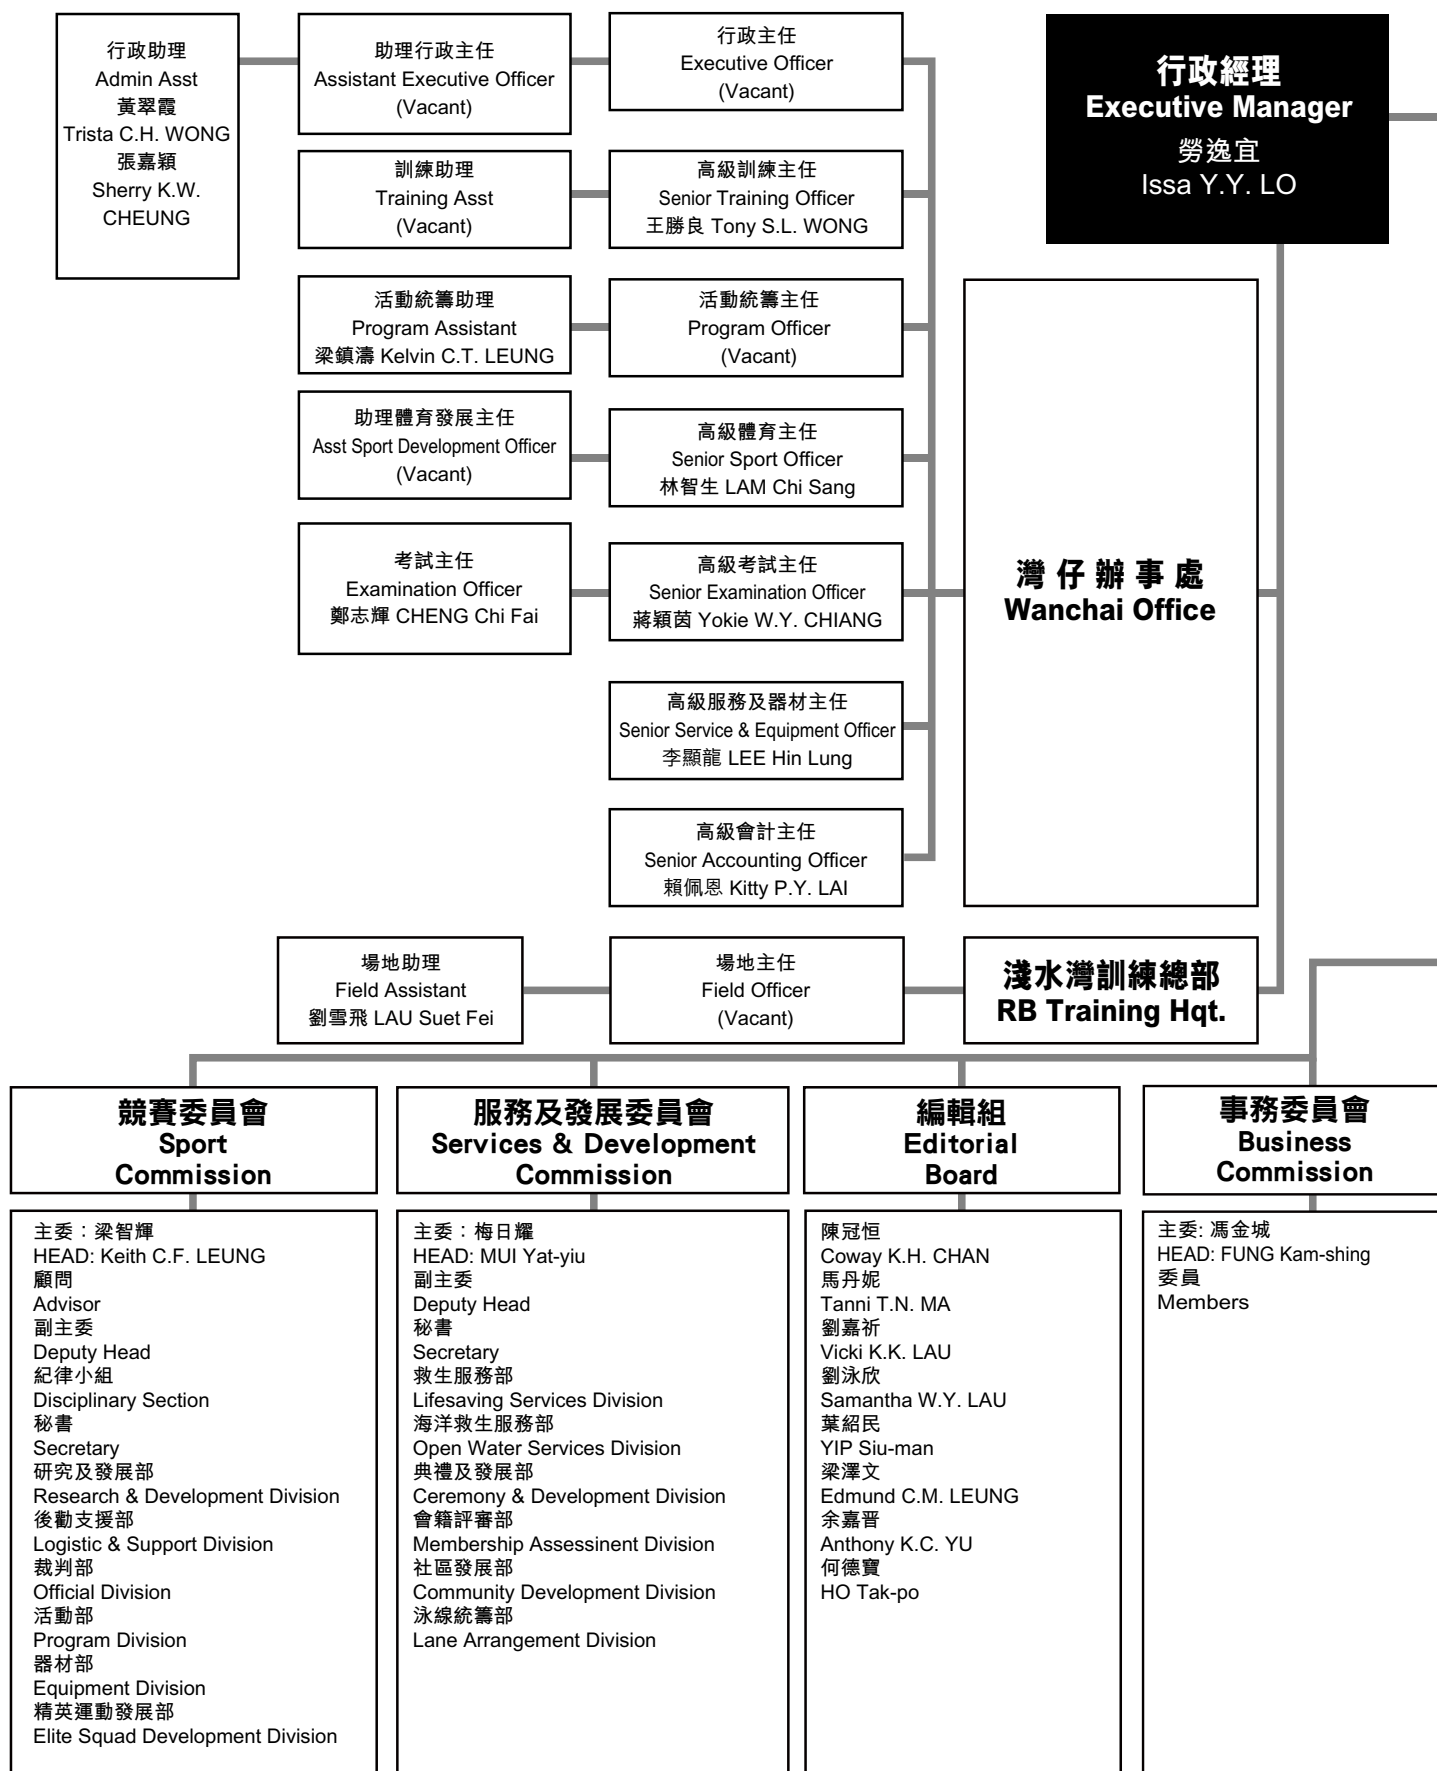 行政助理
Admin Asst
黃翠霞
Trista C.H. WONG
張嘉穎
Sherry K.W.
CHEUNG
助理行政主任
Assistant Executive Officer
(Vacant)
行政主任
Executive Officer
(Vacant)
行政經理
Executive Manager
勞逸宜
Issa Y.Y. LO
訓練助理
Training Asst
(Vacant)
高級訓練主任
Senior Training Officer
王勝良 Tony S.L. WONG
活動統籌助理
Program Assistant
梁鎮濤 Kelvin C.T. LEUNG
活動統籌主任
Program Officer
(Vacant)
助理體育發展主任
Asst Sport Development Officer
(Vacant)
高級體育主任
Senior Sport Officer
林智生 LAM Chi Sang
考試主任
Examination Officer
鄭志輝 CHENG Chi Fai
高級考試主任
Senior Examination Officer
蔣穎茵 Yokie W.Y. CHIANG
灣仔辦事處
Wanchai Office
高級服務及器材主任
Senior Service & Equipment Officer
李顯龍 LEE Hin Lung
高級會計主任
Senior Accounting Officer
賴佩恩 Kitty P.Y. LAI
場地助理
Field Assistant
劉雪飛 LAU Suet Fei
場地主任
Field Officer
(Vacant)
淺水灣訓練總部
RB Training Hqt.
競賽委員會
Sport
Commission
主委：梁智輝
HEAD: Keith C.F. LEUNG
顧問
Advisor
副主委
Deputy Head
紀律小組
Disciplinary Section
秘書
Secretary
研究及發展部
Research & Development Division
後勤支援部
Logistic & Support Division
裁判部
Official Division
活動部
Program Division
器材部
Equipment Division
精英運動發展部
Elite Squad Development Division
服務及發展委員會
Services & Development
Commission
主委：梅日耀
HEAD: MUI Yat-yiu
副主委
Deputy Head
秘書
Secretary
救生服務部
Lifesaving Services Division
海洋救生服務部
Open Water Services Division
典禮及發展部
Ceremony & Development Division
會籍評審部
Membership Assessinent Division
社區發展部
Community Development Division
泳線統籌部
Lane Arrangement Division
編輯組
Editorial
Board
陳冠恒
Coway K.H. CHAN
馬丹妮
Tanni T.N. MA
劉嘉祈
Vicki K.K. LAU
劉泳欣
Samantha W.Y. LAU
葉紹民
YIP Siu-man
梁澤文
Edmund C.M. LEUNG
余嘉晋
Anthony K.C. YU
何德寶
HO Tak-po
事務委員會
Business
Commission
主委: 馮金城
HEAD: FUNG Kam-shing
委員
Members